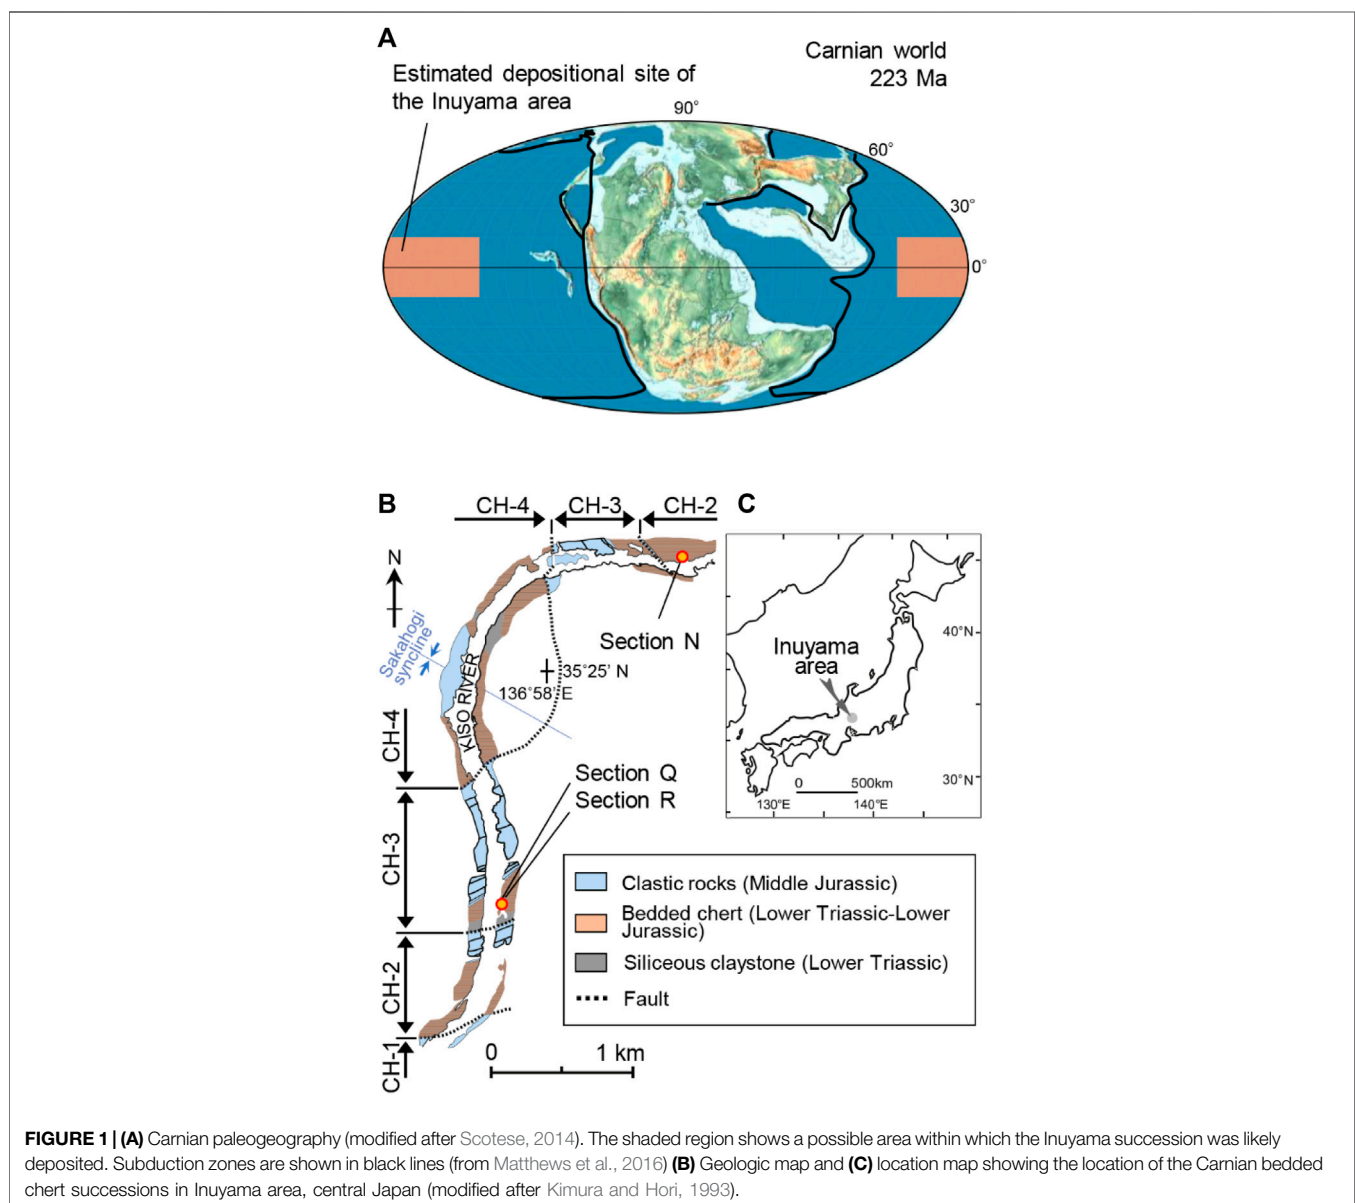 A
Carnian world
223 Ma
Estimated depositional site of
the Inuyama area
90°
60°
30°
0°
B
CH-4
CH-3
CH-2
C
N
Sakahogi
syncline
KISO RIVER
Section N
35°25' N
136°58' E
Section Q
Section R
CH-4
CH-3
CH-2
CH-1
0
1 km
Inuyama
area
40°N
30°N
0
500km
130°E
140°E
Clastic rocks (Middle Jurassic)
Bedded chert (Lower Triassic-Lower
Jurassic)
Siliceous claystone (Lower Triassic)
Fault
FIGURE 1 | (A) Carnian paleogeography (modified after Scotese, 2014). The shaded region shows a possible area within which the Inuyama succession was likely
deposited. Subduction zones are shown in black lines (from Matthews et al., 2016) (B) Geologic map and (C) location map showing the location of the Carnian bedded
chert successions in Inuyama area, central Japan (modified after Kimura and Hori, 1993).